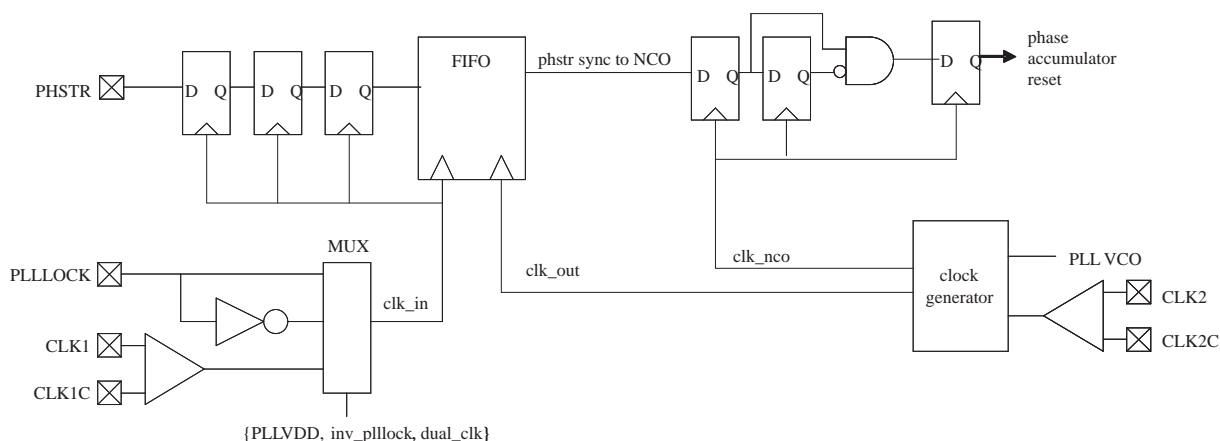 FIFO
phstr sync to NCO
D Q
D Q
D Q
D Q
D Q
D Q
phase
accumulator
reset
PHSTR
MUX
PLLLOCK
clk_in
clk_out
clk_nco
clock
generator
PLL VCO
CLK2
CLK2C
CLK1
CLK1C
{PLLVDD, inv_plllock, dual_clk}